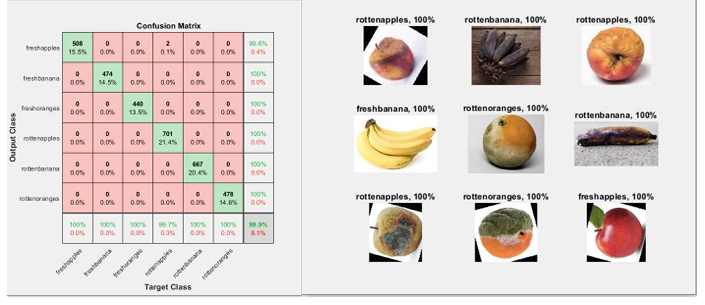 Confusion Matrix
Output Class
freshapples 508 15.5% 0 0.0% 0 0.0% 2 0.1% 0 0.0% 0 0.0% 99.6% 0.4%
freshbanana 0 0.0% 474 14.5% 0 0.0% 0 0.0% 0 0.0% 0 0.0% 100% 0.0%
freshoranges 0 0.0% 0 0.0% 440 13.5% 0 0.0% 0 0.0% 0 0.0% 100% 0.0%
rottenapples 0 0.0% 0 0.0% 0 0.0% 701 21.4% 0 0.0% 0 0.0% 100% 0.0%
rottenbanana 0 0.0% 0 0.0% 0 0.0% 0 0.0% 667 20.4% 0 0.0% 100% 0.0%
rottenoranges 0 0.0% 0 0.0% 0 0.0% 0 0.0% 0 0.0% 478 14.6% 100% 0.0%
100% 0.0% 100% 0.0% 100% 0.0% 99.7% 0.3% 100% 0.0% 100% 0.0% 99.9% 0.1%
freshapples freshbanana freshoranges rottenapples rottenbanana rottenoranges
Target Class
rottenapples, 100% rottenbanana, 100% rottenapples, 100%
freshbanana, 100% rottenoranges, 100% rottenbanana, 100%
rottenapples, 100% rottenoranges, 100% freshapples, 100%